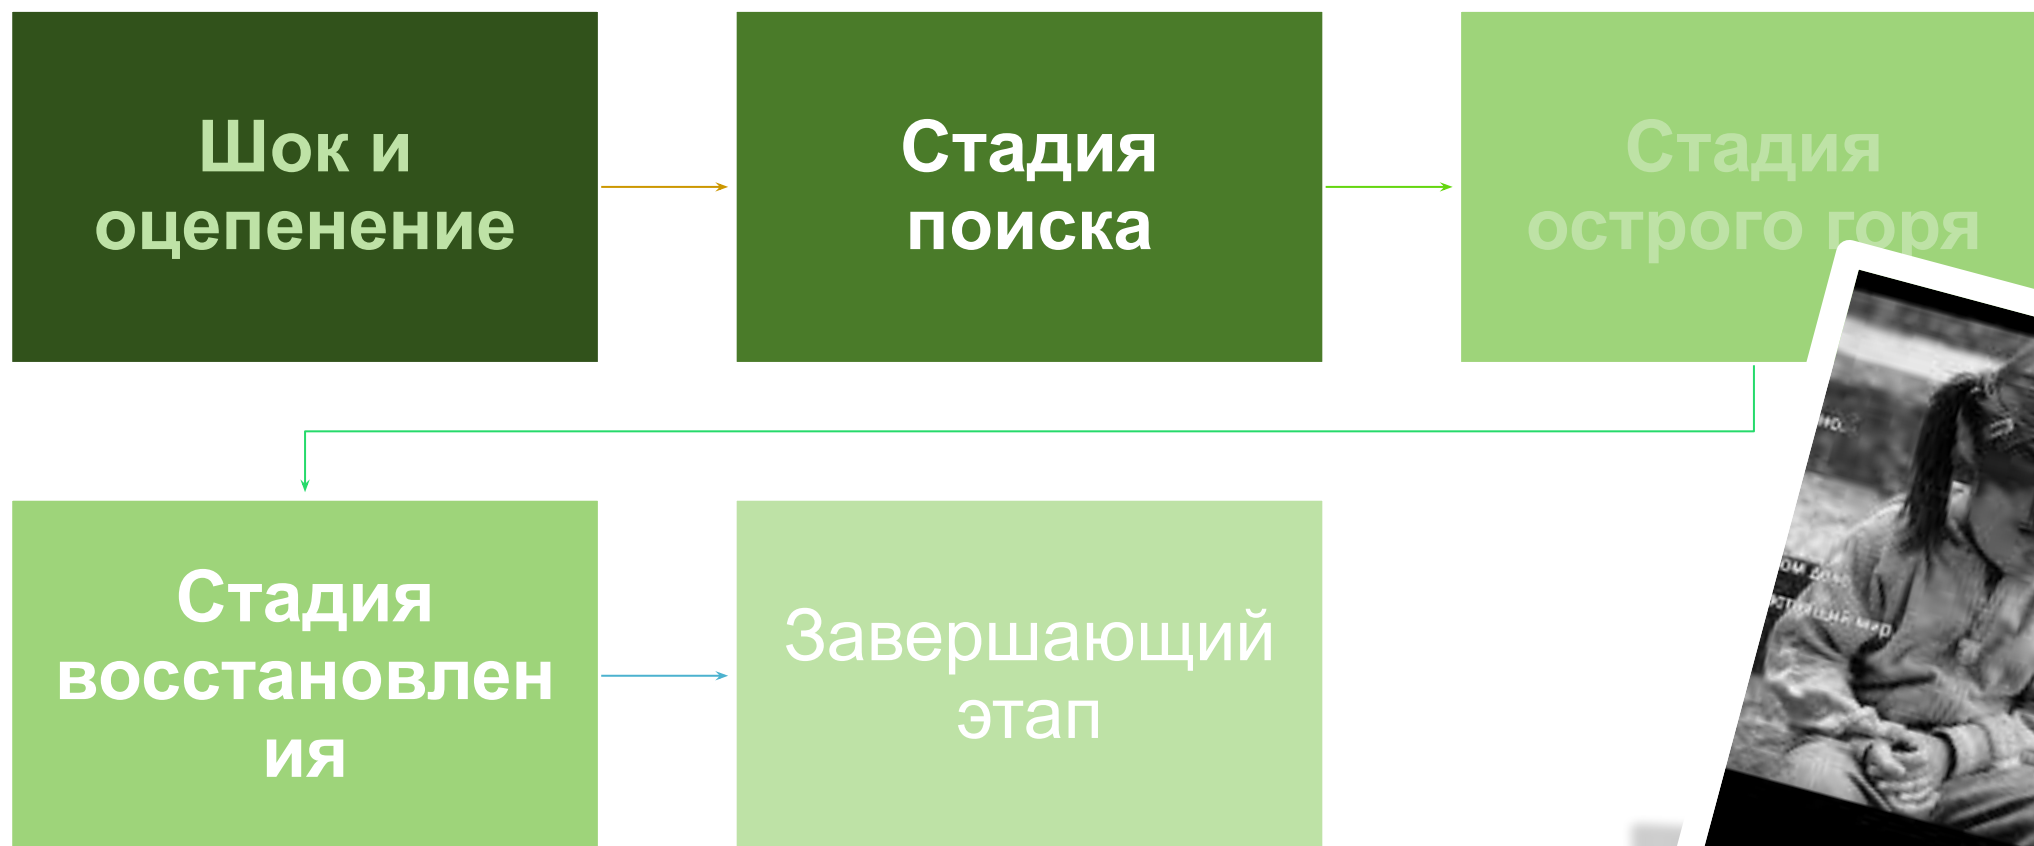 Шок и
оцепенение
Стадия
поиска
Стадия
острого горя
Стадия
восстановлен
ия
Завершающий
этап